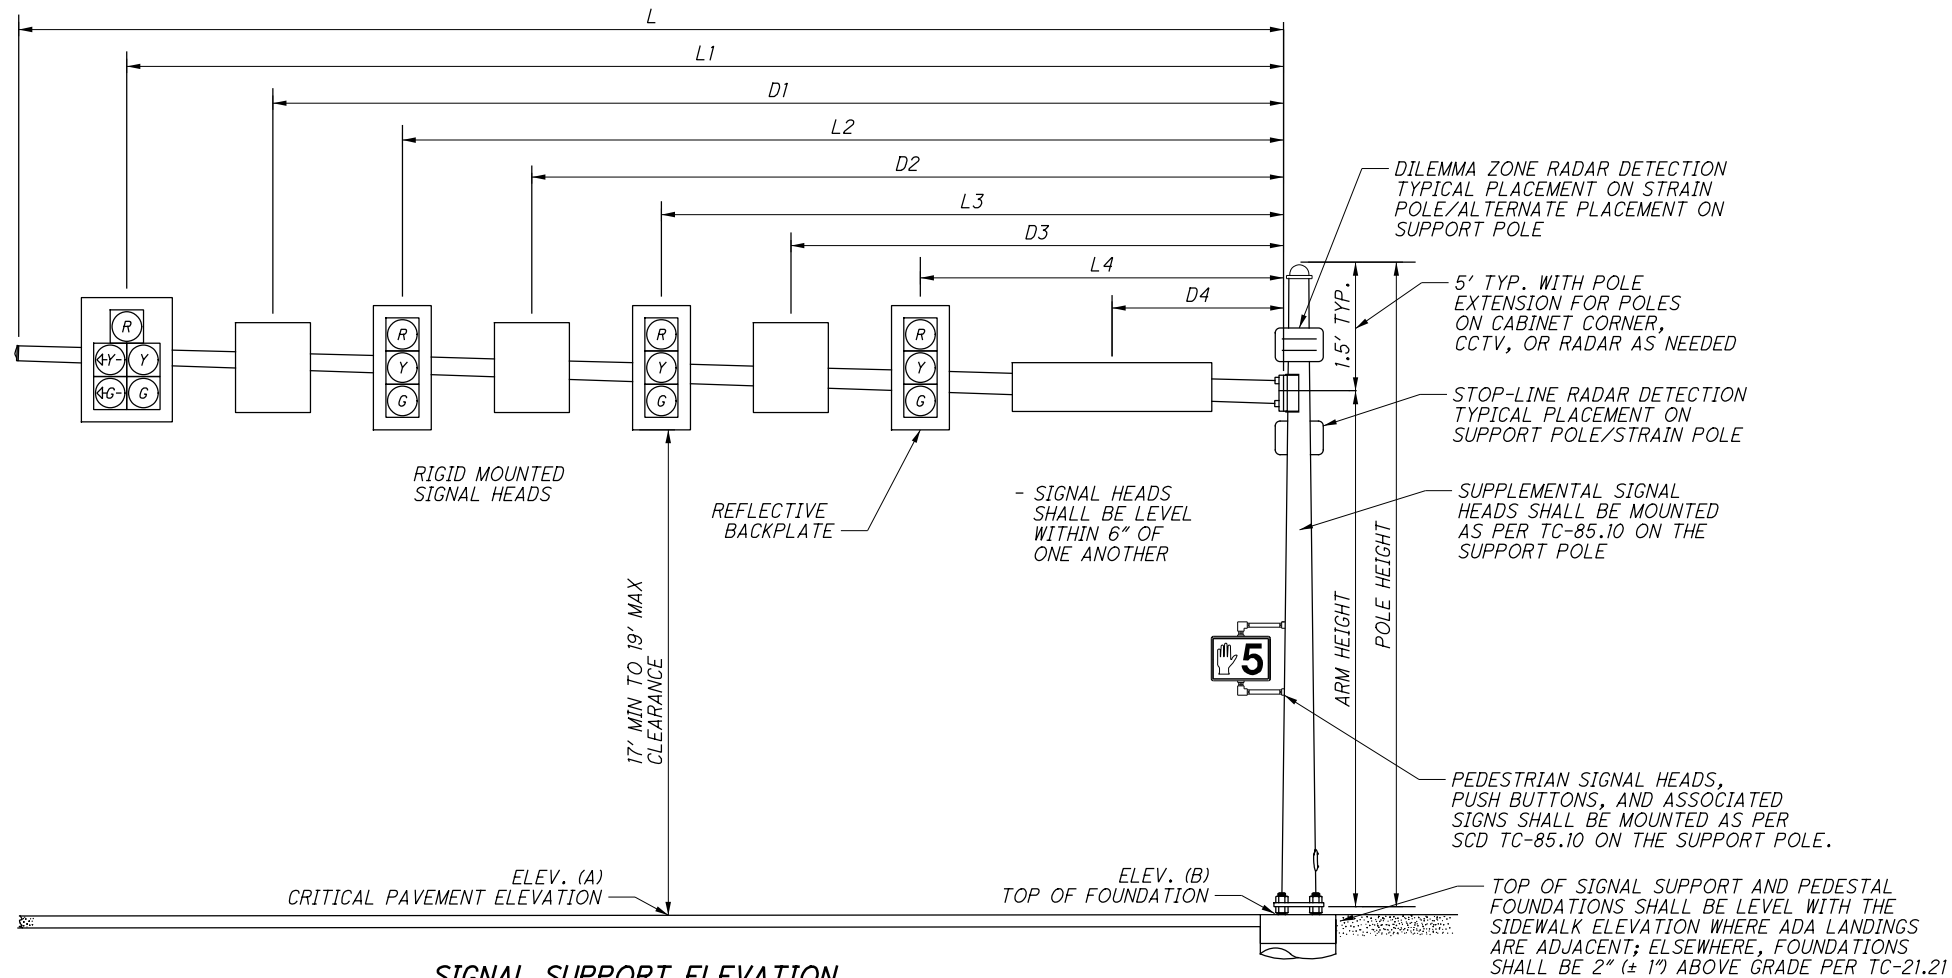 L
L1
D1
L2
D2
L3
D3
L4
D4
DILEMMA ZONE RADAR DETECTION
TYPICAL PLACEMENT ON STRAIN
POLE/ALTERNATE PLACEMENT ON
SUPPORT POLE
1.5' TYP.
5' TYP. WITH POLE
EXTENSION FOR POLES
ON CABINET CORNER,
CCTV, OR RADAR AS NEEDED
R
Y
Y
G
G
R
Y
G
R
Y
G
R
Y
G
STOP-LINE RADAR DETECTION
TYPICAL PLACEMENT ON
SUPPORT POLE/STRAIN POLE
RIGID MOUNTED
SIGNAL HEADS
REFLECTIVE
BACKPLATE
- SIGNAL HEADS
SHALL BE LEVEL
WITHIN 6" OF
ONE ANOTHER
SUPPLEMENTAL SIGNAL
HEADS SHALL BE MOUNTED
AS PER TC-85.10 ON THE
SUPPORT POLE
17' MIN TO 19' MAX
CLEARANCE
ARM HEIGHT
POLE HEIGHT
5
PEDESTRIAN SIGNAL HEADS,
PUSH BUTTONS, AND ASSOCIATED
SIGNS SHALL BE MOUNTED AS PER
SCD TC-85.10 ON THE SUPPORT POLE.
ELEV. (A)
CRITICAL PAVEMENT ELEVATION
ELEV. (B)
TOP OF FOUNDATION
TOP OF SIGNAL SUPPORT AND PEDESTAL
FOUNDATIONS SHALL BE LEVEL WITH THE
SIDEWALK ELEVATION WHERE ADA LANDINGS
ARE ADJACENT; ELSEWHERE, FOUNDATIONS
SHALL BE 2" (± 1") ABOVE GRADE PER TC-21.21
SIGNAL SUPPORT ELEVATION